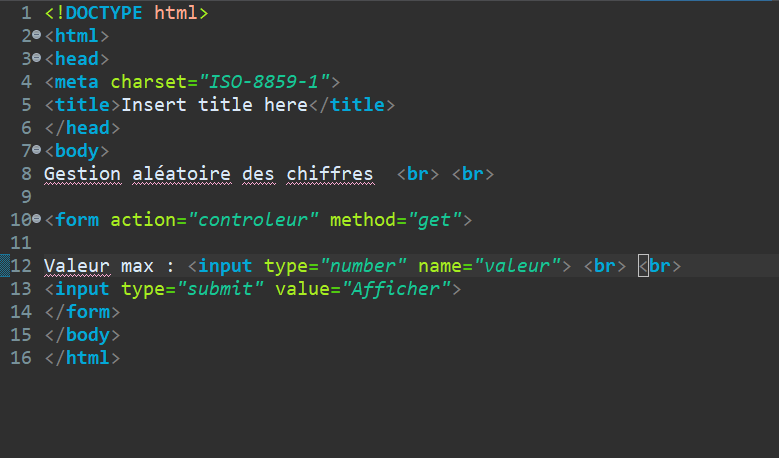 1 <!DOCTYPE html>
2 <html>
3 <head>
4 <meta charset="ISO-8859-1">
5 <title>Insert title here</title>
6 </head>
7 <body>
8 Gestion aléatoire des chiffres  <br> <br>
9
10 <form action="controleur" method="get">
11
12 Valeur max : <input type="number" name="valeur"> <br> <br>
13 <input type="submit" value="Afficher">
14 </form>
15 </body>
16 </html>